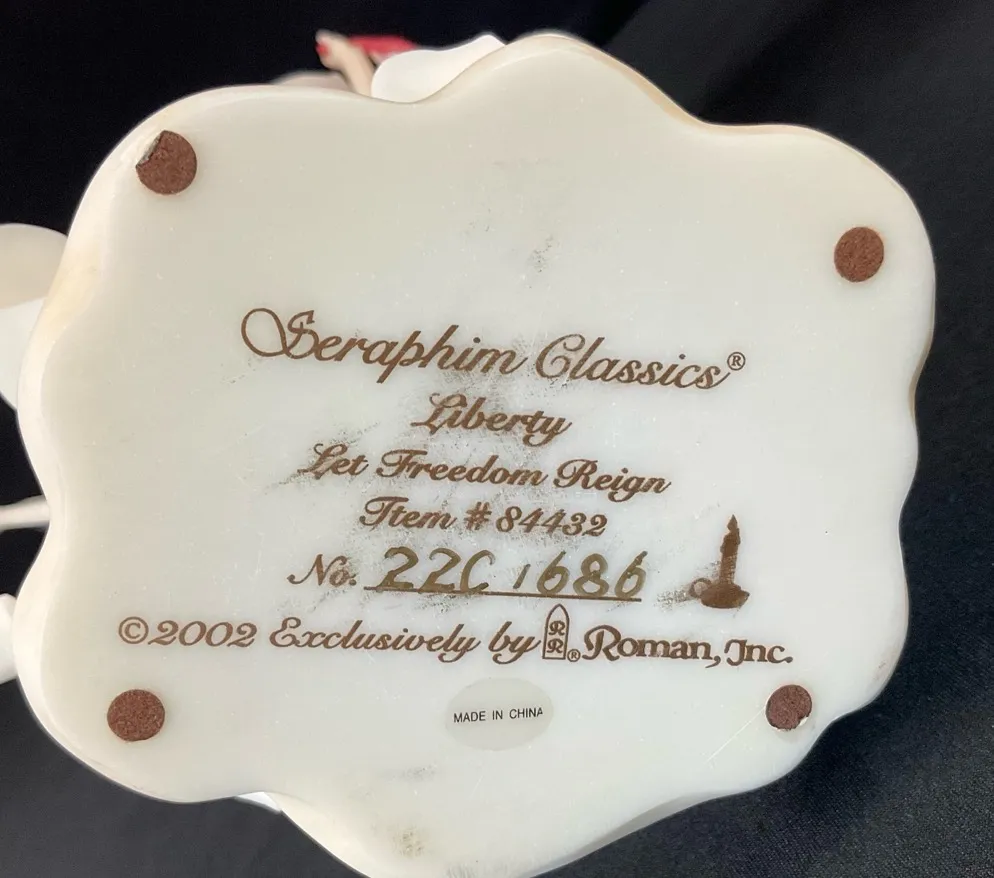 Seraphim Classics®
Liberty
Let Freedom Reign
Item # 84432
No. 22C 1686
©2002 Exclusively by RR® Roman, Inc.
MADE IN CHINA